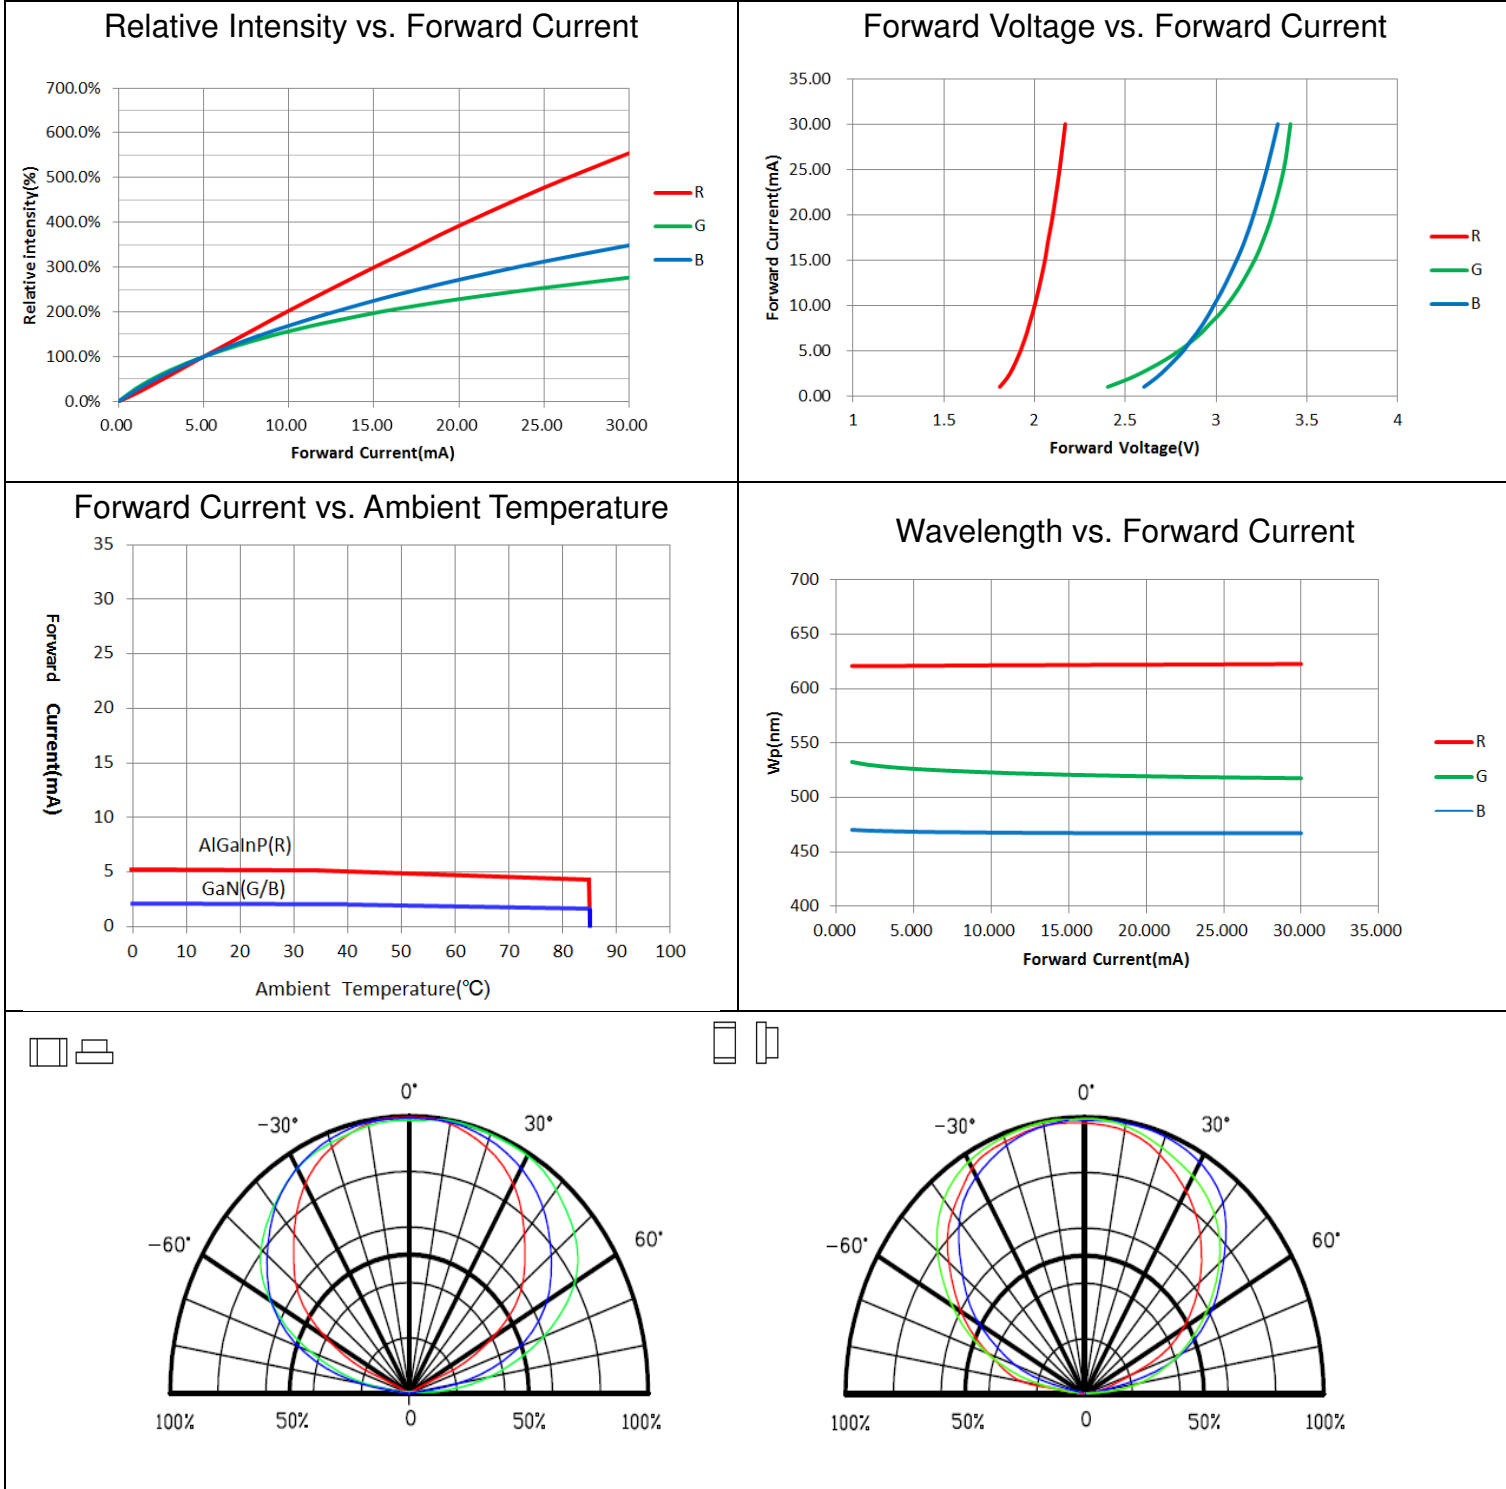 Relative Intensity vs. Forward Current
700.0%
600.0%
500.0%
400.0%
300.0%
200.0%
100.0%
0.0%
Relative intensity(%)
0.00 5.00 10.00 15.00 20.00 25.00 30.00
Forward Current(mA)
R
G
B
Forward Voltage vs. Forward Current
35.00
30.00
25.00
20.00
15.00
10.00
5.00
0.00
Forward Current(mA)
1 1.5 2 2.5 3 3.5 4
Forward Voltage(V)
R
G
B
Forward Current vs. Ambient Temperature
35
30
25
20
15
10
5
0
Forward Current(mA)
AlGaInP(R)
GaN(G/B)
0 10 20 30 40 50 60 70 80 90 100
Ambient Temperature(℃)
Wavelength vs. Forward Current
700
650
600
550
500
450
400
Wp(nm)
0.000 5.000 10.000 15.000 20.000 25.000 30.000 35.000
Forward Current(mA)
R
G
B
0°
-30° 30°
-60° 60°
100% 50% 0 50% 100%
0°
-30° 30°
-60° 60°
100% 50% 0 50% 100%